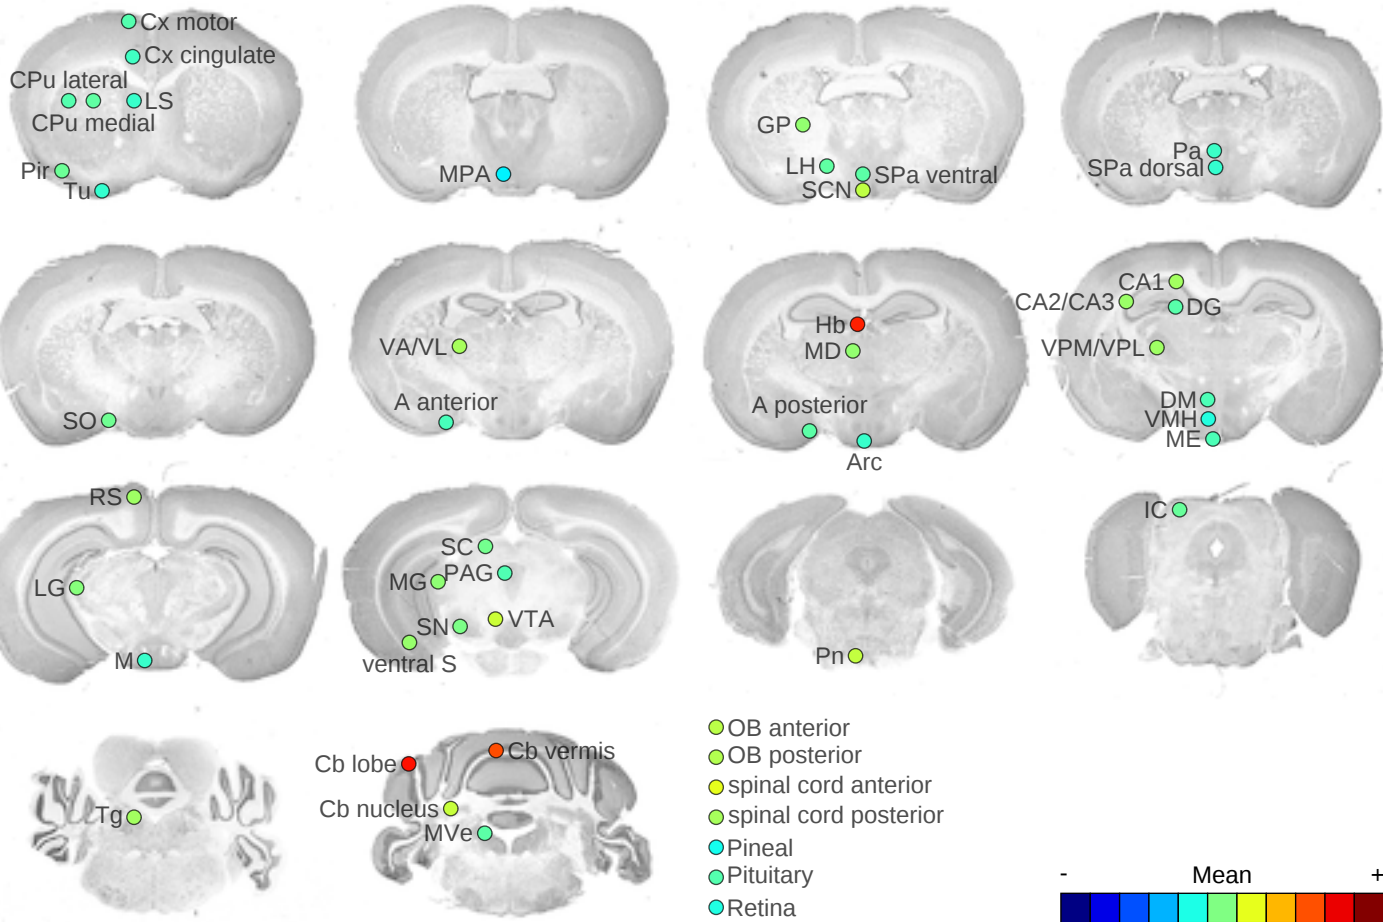 Cx motor
Cx cingulate
CPu lateral
LS
CPu medial
Pir
Tu
MPA
GP
LH
SPa ventral
SCN
Pa
SPa dorsal
SO
VA/VL
A anterior
Hb
MD
A posterior
Arc
CA1
CA2/CA3
DG
VPM/VPL
DM
VMH
ME
RS
LG
M
SC
PAG
MG
VTA
SN
ventral S
Pn
IC
Tg
Cb lobe
Cb vermis
Cb nucleus
MVe
OB anterior
OB posterior
spinal cord anterior
spinal cord posterior
Pineal
Pituitary
Retina
- Mean +